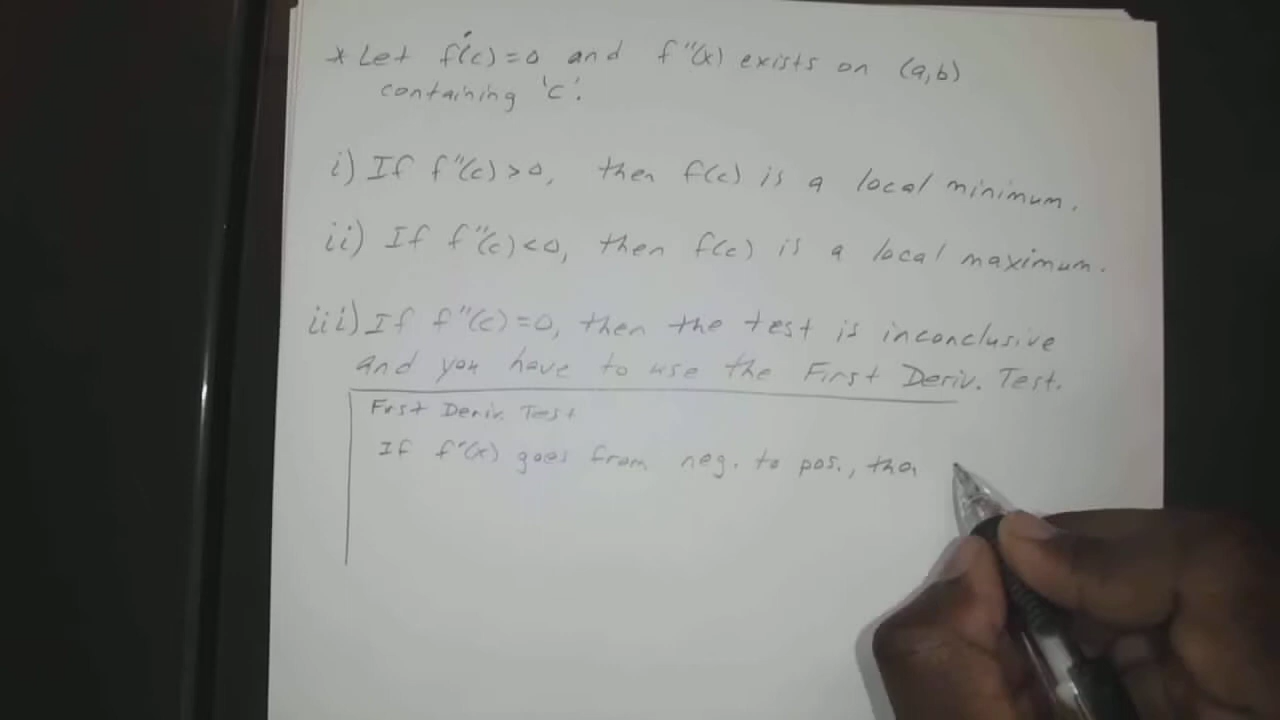 * Let f'(c) = 0 and f''(x) exists on (a,b)
containing 'c'.
i) If f''(c) > 0, then f(c) is a local minimum.
ii) If f''(c) < 0, then f(c) is a local maximum.
iii) If f''(c) = 0, then the test is inconclusive
and you have to use the First Deriv. Test.
First Deriv. Test
If f'(x) goes from neg. to pos., then